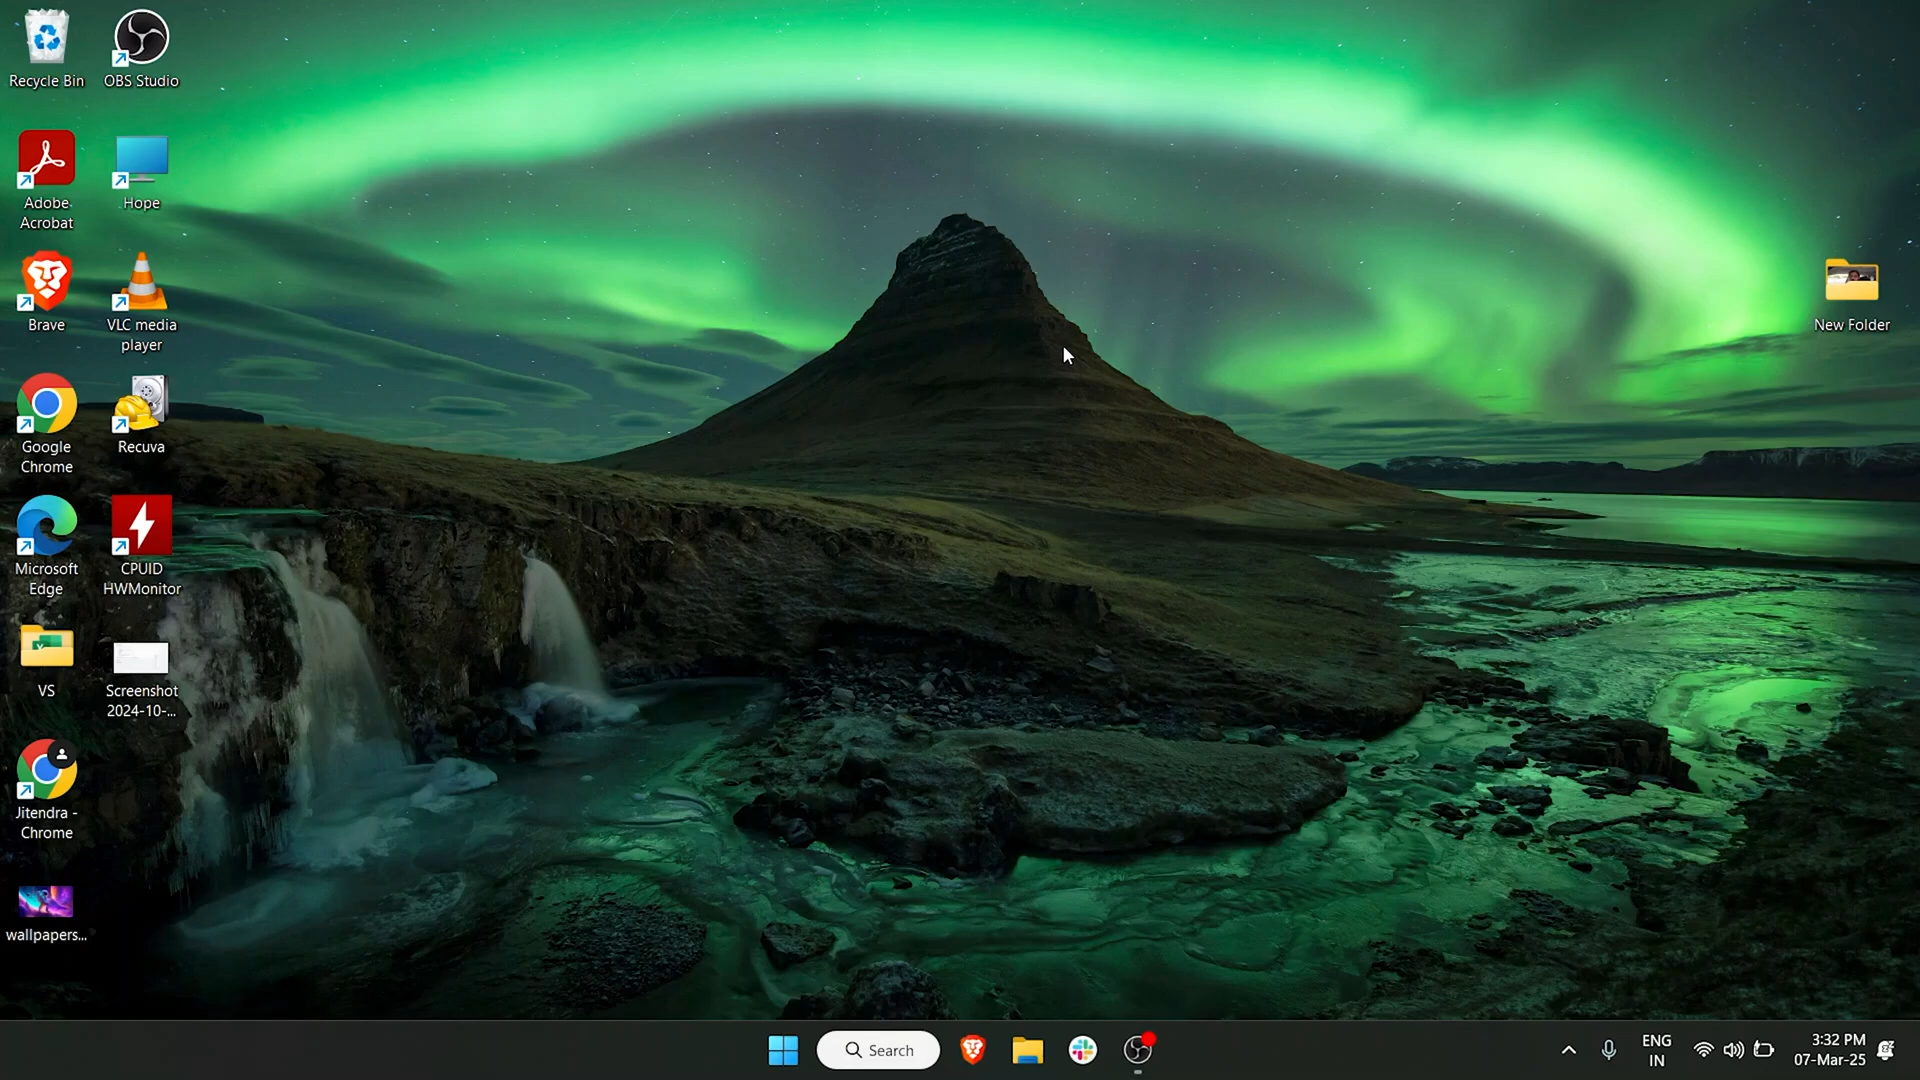 Recycle Bin
OBS Studio
Adobe
Acrobat
Hope
Brave
VLC media
player
New Folder
Google
Chrome
Recuva
Microsoft
Edge
CPUID
HWMonitor
VS
Screenshot
2024-10-...
Jitendra -
Chrome
wallpapers...
Search
ENG
IN
3:32 PM
07-Mar-25